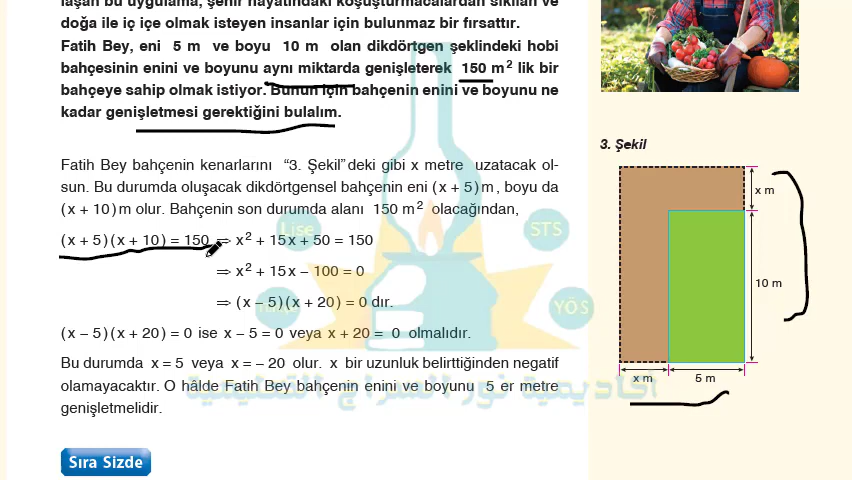 laşan bu uygulama, şehir hayatındaki koşuşturmacalardan sıkılan ve
doğa ile iç içe olmak isteyen insanlar için bulunmaz bir fırsattır.
Fatih Bey, eni 5 m ve boyu 10 m olan dikdörtgen şeklindeki hobi
bahçesinin enini ve boyunu aynı miktarda genişleterek 150 m² lik bir
bahçeye sahip olmak istiyor. Bunun için bahçenin enini ve boyunu ne
kadar genişletmesi gerektiğini bulalım.
Fatih Bey bahçenin kenarlarını “3. Şekil”deki gibi x metre uzatacak ol-
sun. Bu durumda oluşacak dikdörtgensel bahçenin eni (x + 5) m, boyu da
(x + 10) m olur. Bahçenin son durumda alanı 150 m² olacağından,
(x + 5) (x + 10) = 150 ⇒ x² + 15x + 50 = 150
⇒ x² + 15x – 100 = 0
⇒ (x – 5) (x + 20) = 0 dır.
(x – 5) (x + 20) = 0 ise x – 5 = 0 veya x + 20 = 0 olmalıdır.
Bu durumda x = 5 veya x = – 20 olur. x bir uzunluk belirttiğinden negatif
olamayacaktır. O hâlde Fatih Bey bahçenin enini ve boyunu 5 er metre
genişletmelidir.
Sıra Sizde
3. Şekil
x m
10 m
x m
5 m
Lise
STS
YÖS
أكاديمية نور السراج التعليمية